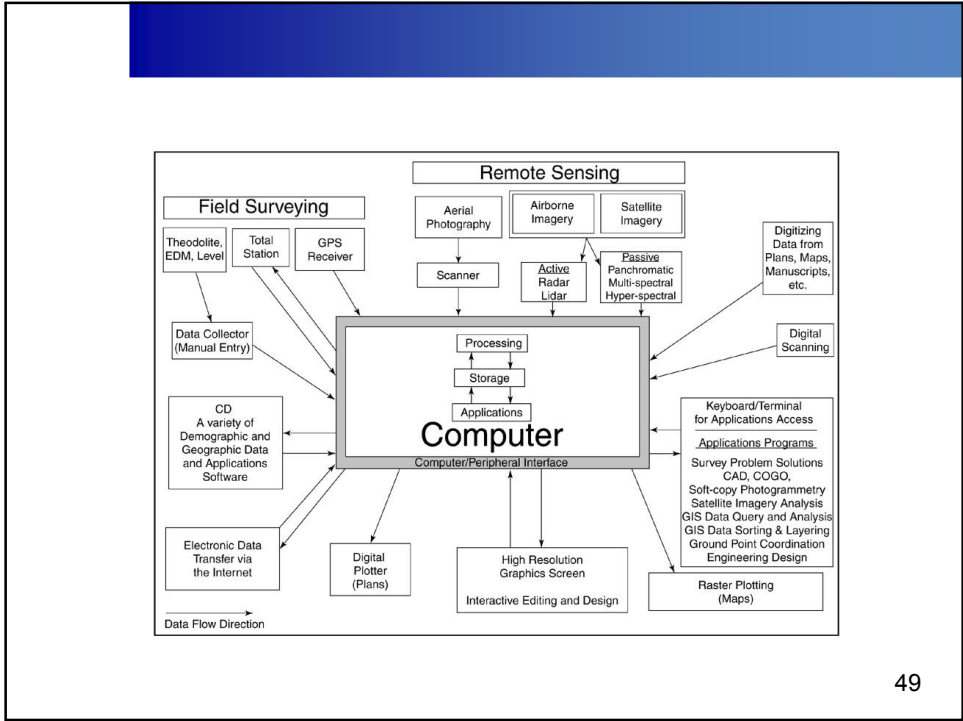 Remote Sensing
Field Surveying
Aerial
Photography
Airborne
Imagery
Satellite
Imagery
Theodolite,
EDM, Level
Total
Station
GPS
Receiver
Digitizing
Data from
Plans, Maps,
Manuscripts,
etc.
Scanner
Active
Radar
Lidar
Passive
Panchromatic
Multi-spectral
Hyper-spectral
Data Collector
(Manual Entry)
Digital
Scanning
Processing
Storage
Applications
Computer
Computer/Peripheral Interface
CD
A variety of
Demographic and
Geographic Data
and Applications
Software
Keyboard/Terminal
for Applications Access
Applications Programs
Survey Problem Solutions
CAD, COGO,
Soft-copy Photogrammetry
Satellite Imagery Analysis
GIS Data Query and Analysis
GIS Data Sorting & Layering
Ground Point Coordination
Engineering Design
Electronic Data
Transfer via
the Internet
Digital
Plotter
(Plans)
High Resolution
Graphics Screen
Interactive Editing and Design
Raster Plotting
(Maps)
Data Flow Direction
49